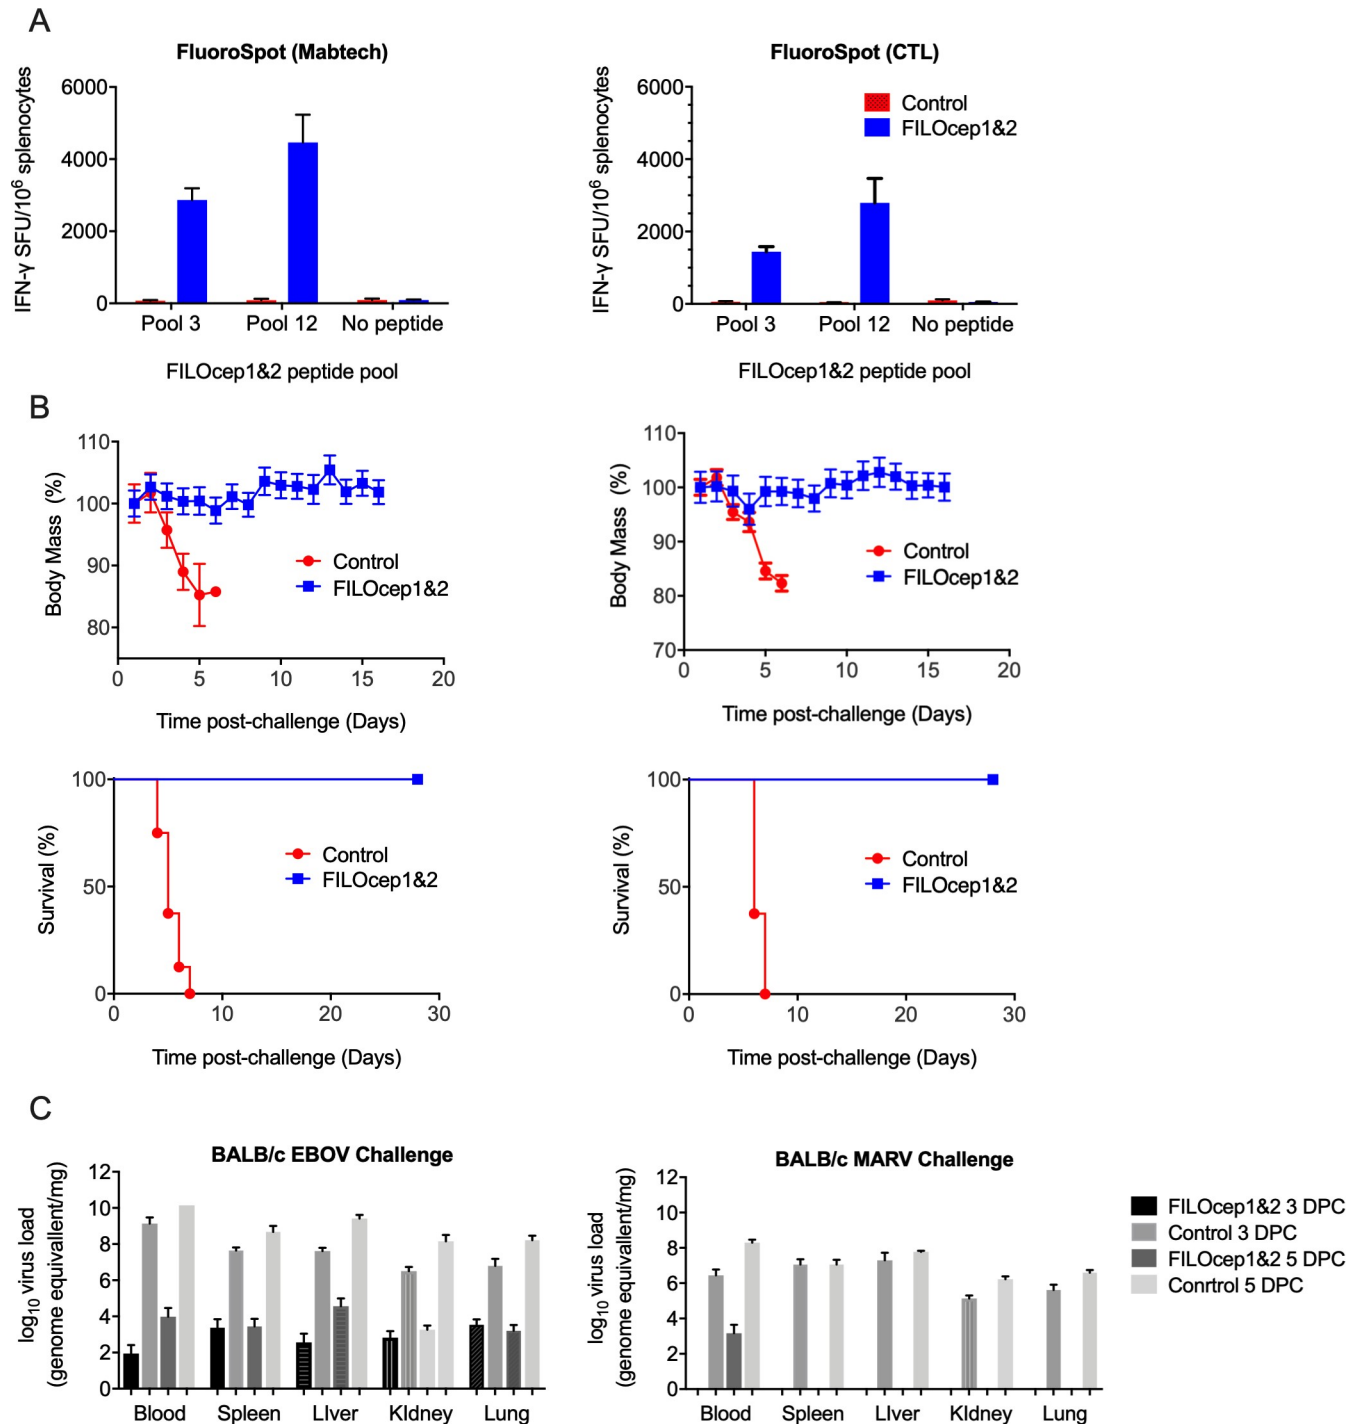 A
FluoroSpot (Mabtech)
IFN-γ SFU/10⁶ splenocytes
6000
4000
2000
0
Pool 3 Pool 12 No peptide
FILOcep1&2 peptide pool
FluoroSpot (CTL)
IFN-γ SFU/10⁶ splenocytes
6000
4000
2000
0
Control
FILOcep1&2
Pool 3 Pool 12 No peptide
FILOcep1&2 peptide pool
B
Body Mass (%)
110
100
90
80
0 5 10 15 20
Control
FILOcep1&2
Time post-challenge (Days)
Body Mass (%)
110
100
90
80
70
0 5 10 15 20
Control
FILOcep1&2
Time post-challenge (Days)
Survival (%)
100
50
0
0 10 20 30
Control
FILOcep1&2
Time post-challenge (Days)
Survival (%)
100
50
0
0 10 20 30
Control
FILOcep1&2
Time post-challenge (Days)
C
BALB/c EBOV Challenge
log₁₀ virus load
(genome equivallent/mg)
12
10
8
6
4
2
0
Blood Spleen LIver KIdney Lung
BALB/c MARV Challenge
log₁₀ virus load
(genome equivallent/mg)
12
10
8
6
4
2
0
Blood Spleen LIver KIdney Lung
FILOcep1&2 3 DPC
Control 3 DPC
FILOcep1&2 5 DPC
Conrtrol 5 DPC